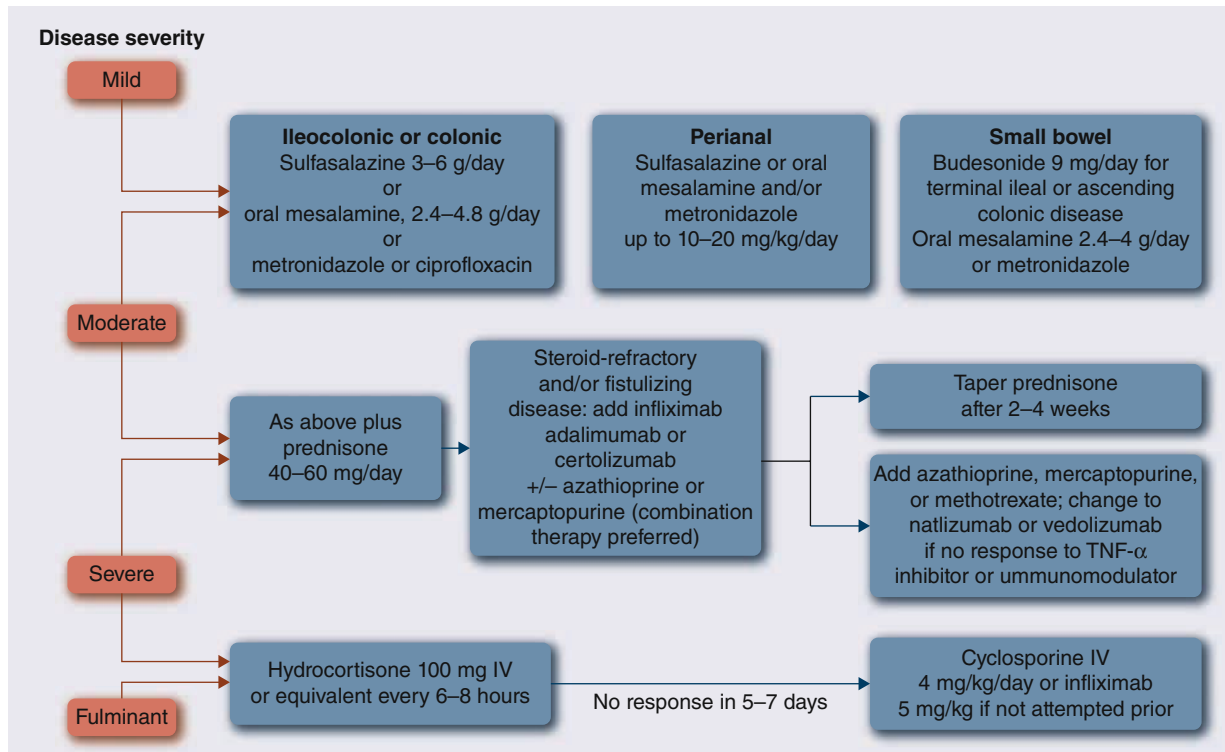 Disease severity
Mild
Ileocolonic or colonic
Sulfasalazine 3–6 g/day
or
oral mesalamine, 2.4–4.8 g/day
or
metronidazole or ciprofloxacin
Perianal
Sulfasalazine or oral
mesalamine and/or
metronidazole
up to 10–20 mg/kg/day
Small bowel
Budesonide 9 mg/day for
terminal ileal or ascending
colonic disease
Oral mesalamine 2.4–4 g/day
or metronidazole
Moderate
As above plus
prednisone
40–60 mg/day
Steroid-refractory
and/or fistulizing
disease: add infliximab
adalimumab or
certolizumab
+/– azathioprine or
mercaptopurine (combination
therapy preferred)
Taper prednisone
after 2–4 weeks
Add azathioprine, mercaptopurine,
or methotrexate; change to
natlizumab or vedolizumab
if no response to TNF-α
inhibitor or ummunomodulator
Severe
Hydrocortisone 100 mg IV
or equivalent every 6–8 hours
No response in 5–7 days
Cyclosporine IV
4 mg/kg/day or infliximab
5 mg/kg if not attempted prior
Fulminant